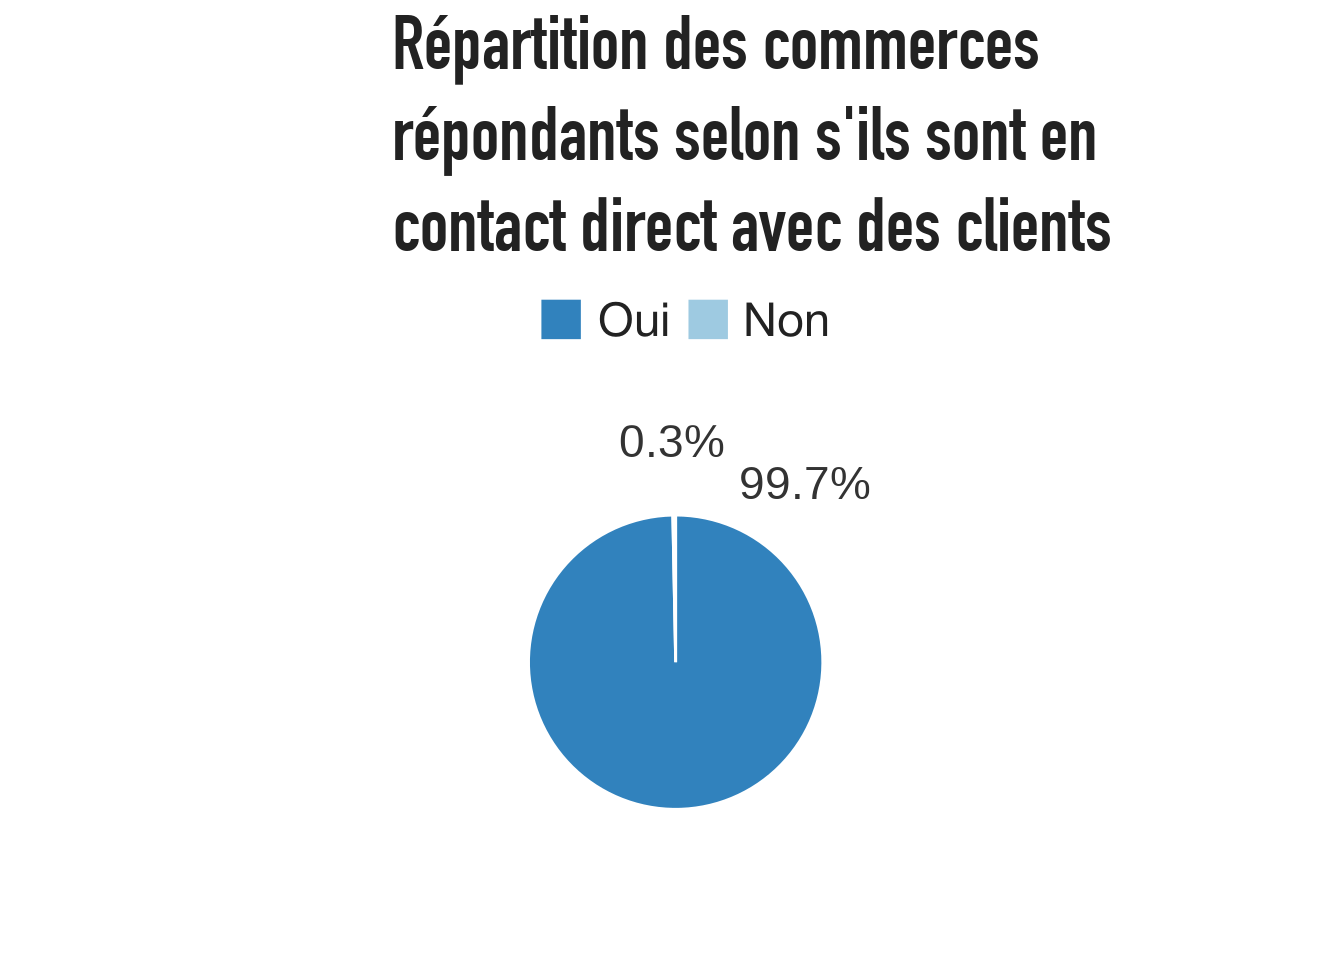 Répartition des commerces
répondants selon s'ils sont en
contact direct avec des clients
Oui Non
0.3%
99.7%